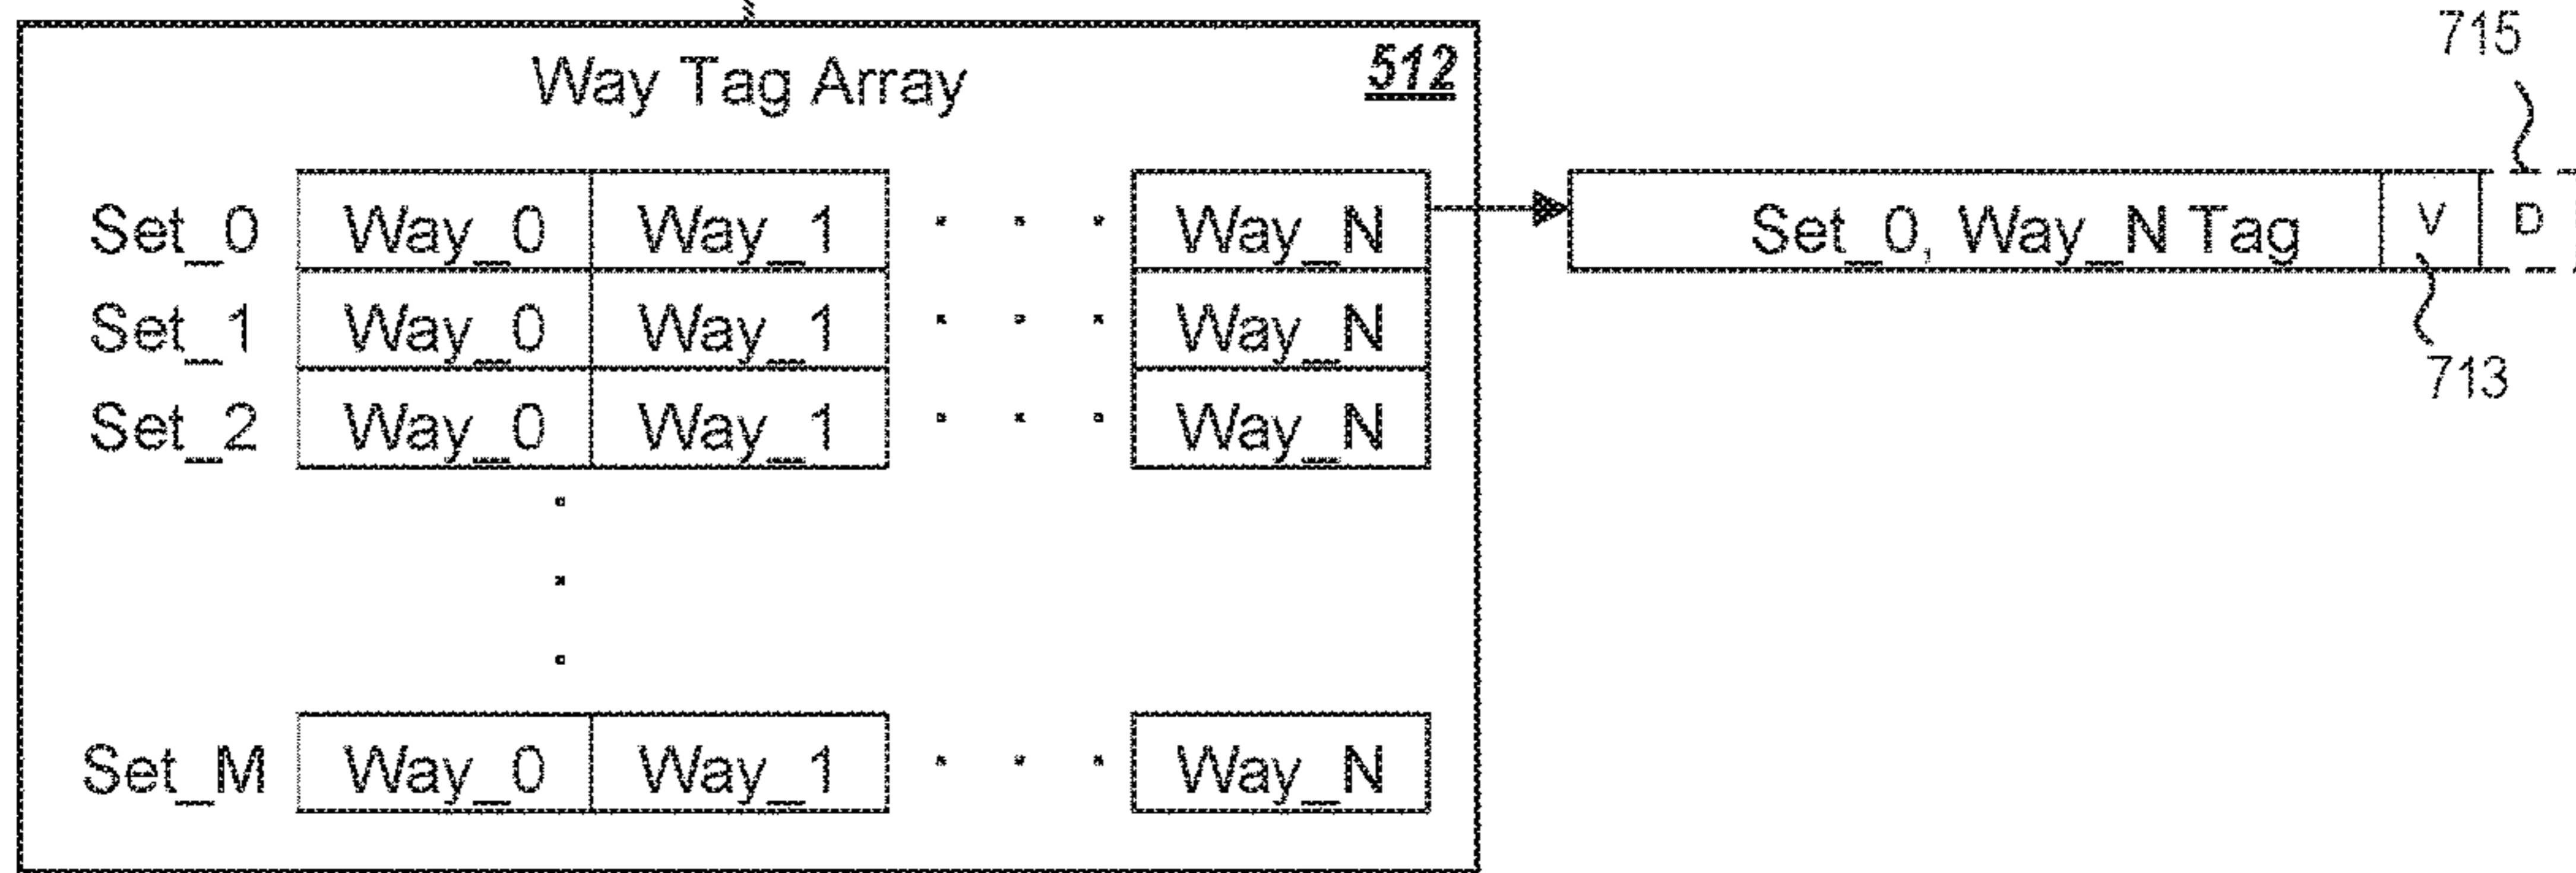 715
Way Tag Array 512
Set_0 Way_0 Way_1 . . . Way_N Set_0, Way_N Tag V D
Set_1 Way_0 Way_1 . . . Way_N
713
Set_2 Way_0 Way_1 . . . Way_N
.
.
.
Set_M Way_0 Way_1 . . . Way_N